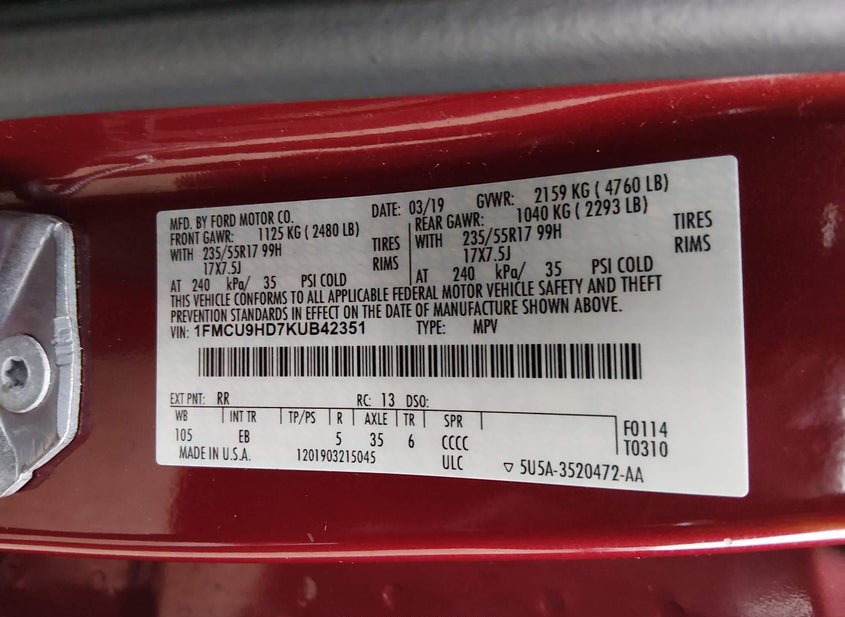 MFD. BY FORD MOTOR CO. DATE: 03/19 GVWR: 2159 KG ( 4760 LB)
FRONT GAWR: 1125 KG ( 2480 LB) REAR GAWR: 1040 KG ( 2293 LB)
WITH 235/55R17 99H TIRES WITH 235/55R17 99H TIRES
17X7.5J RIMS 17X7.5J RIMS
AT 240 kPa/ 35 PSI COLD AT 240 kPa/ 35 PSI COLD
THIS VEHICLE CONFORMS TO ALL APPLICABLE FEDERAL MOTOR VEHICLE SAFETY AND THEFT
PREVENTION STANDARDS IN EFFECT ON THE DATE OF MANUFACTURE SHOWN ABOVE.
VIN: 1FMCU9HD7KUB42351 TYPE: MPV
EXT PNT: RR RC: 13 DSO:
WB INT TR TP/PS R AXLE TR SPR F0114
105 EB 5 35 6 CCCC T0310
MADE IN U.S.A. 1201903215045 ULC ▽ 5U5A-3520472-AA